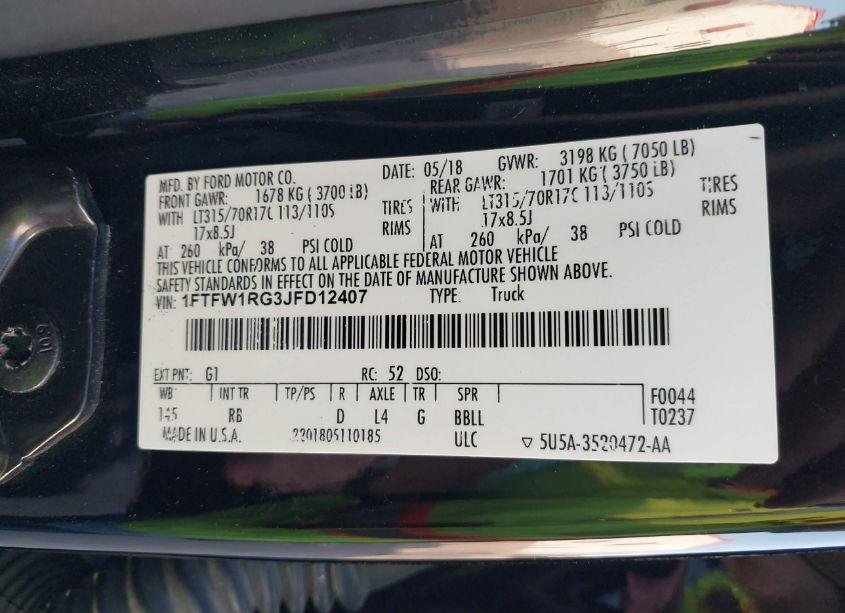 MFD. BY FORD MOTOR CO. DATE: 05/18 GVWR: 3198 KG ( 7050 LB)
FRONT GAWR: 1678 KG ( 3700 LB) REAR GAWR: 1701 KG ( 3750 LB)
WITH LT315/70R17C 113/110S TIRES WITH LT315/70R17C 113/110S TIRES
17x8.5J RIMS 17x8.5J RIMS
AT 260 kPa/ 38 PSI COLD AT 260 kPa/ 38 PSI COLD
THIS VEHICLE CONFORMS TO ALL APPLICABLE FEDERAL MOTOR VEHICLE
SAFETY STANDARDS IN EFFECT ON THE DATE OF MANUFACTURE SHOWN ABOVE.
VIN: 1FTFW1RG3JFD12407 TYPE: Truck
EXT PNT: G1 RC: 52 DSO:
WB INT TR TP/PS R AXLE TR SPR F0044
145 RB D L4 G BBLL T0237
MADE IN U.S.A. 2201805110185 ULC ▽ 5U5A-3520472-AA
109